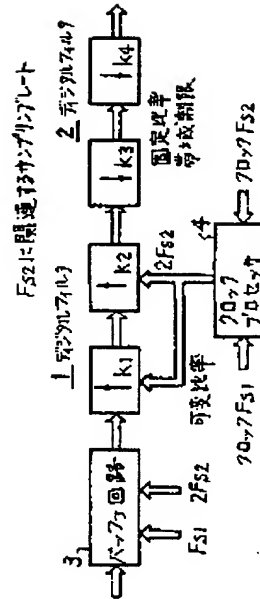 FS2に関連するサンプリングレート
1 ディジタルフィルタ
2 ディジタルフィルタ
3
バッファ回路
↑K1
↑K2
↑K3
↑K4
固定比率
帯域制限
FS1
2FS2
可変比率
2FS2
4
クロック
プロセッサ
クロックFS1
クロックFS2